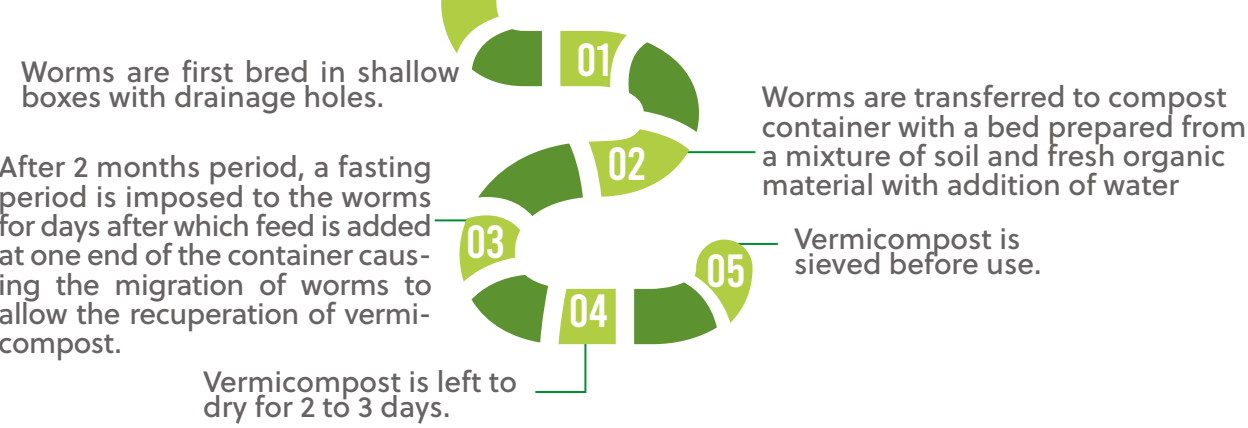 01
Worms are first bred in shallow
boxes with drainage holes.
02
Worms are transferred to compost
container with a bed prepared from
a mixture of soil and fresh organic
material with addition of water
03
After 2 months period, a fasting
period is imposed to the worms
for days after which feed is added
at one end of the container caus-
ing the migration of worms to
allow the recuperation of vermi-
compost.
04
Vermicompost is left to
dry for 2 to 3 days.
05
Vermicompost is
sieved before use.